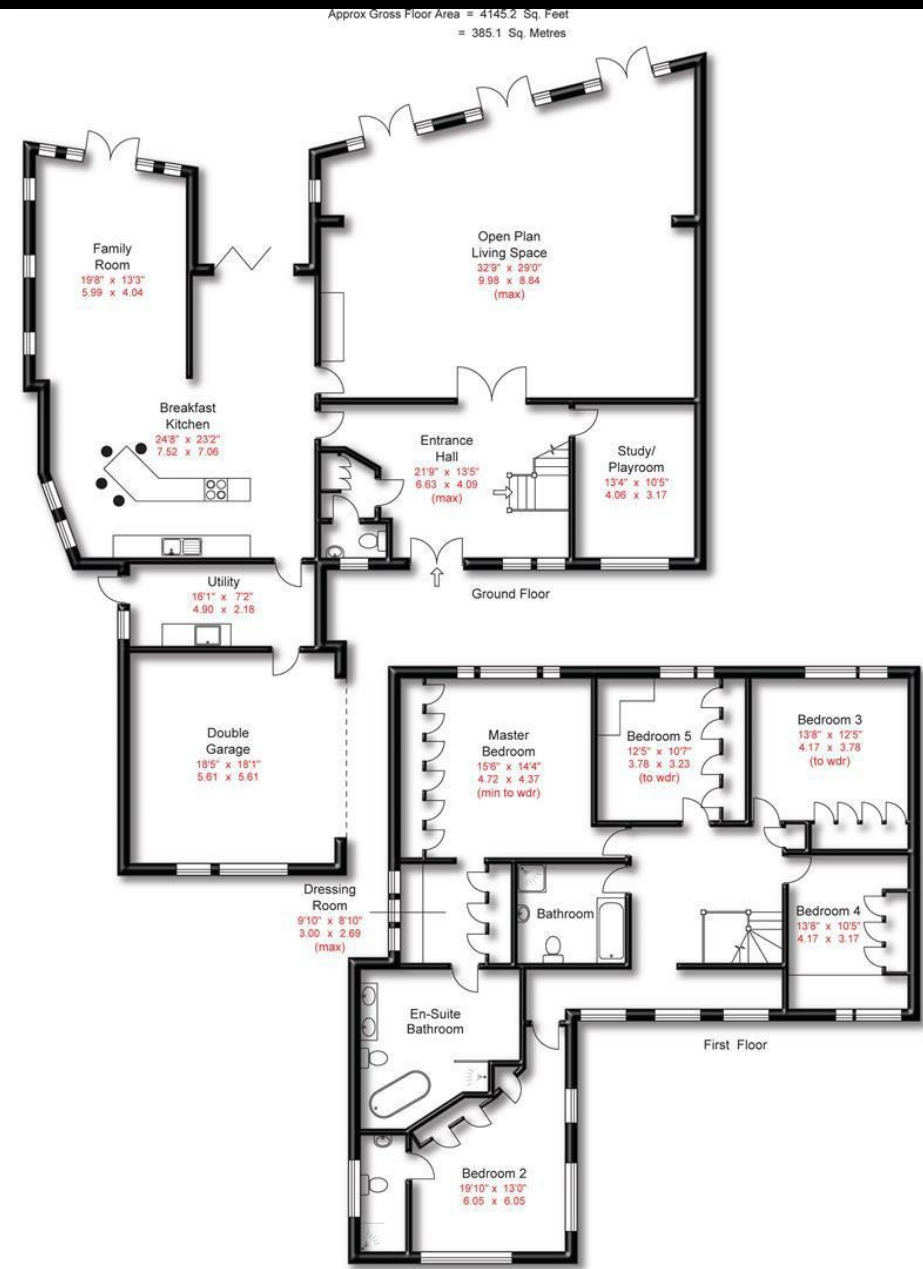 Approx Gross Floor Area = 4145.2 Sq. Feet
= 385.1 Sq. Metres
Family
Room
19'8" x 13'3"
5.99 x 4.04
Open Plan
Living Space
32'9" x 29'0"
9.98 x 8.84
(max)
Breakfast
Kitchen
24'8" x 23'2"
7.52 x 7.06
Entrance
Hall
21'9" x 13'5"
6.63 x 4.09
(max)
Study/
Playroom
13'4" x 10'5"
4.06 x 3.17
Utility
16'1" x 7'2"
4.90 x 2.18
Ground Floor
Double
Garage
18'5" x 18'1"
5.61 x 5.61
Master
Bedroom
15'6" x 14'4"
4.72 x 4.37
(min to wdr)
Bedroom 5
12'5" x 10'7"
3.78 x 3.23
(to wdr)
Bedroom 3
13'8" x 12'5"
4.17 x 3.78
(to wdr)
Dressing
Room
9'10" x 8'10"
3.00 x 2.69
(max)
Bathroom
Bedroom 4
13'8" x 10'5"
4.17 x 3.17
En-Suite
Bathroom
First Floor
Bedroom 2
19'10" x 13'0"
6.05 x 6.05